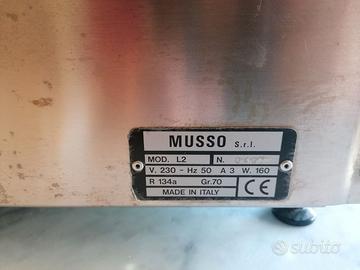 MUSSO S.r.l.
MOD. L2 N.
V. 230 - Hz 50 A 3 W. 160
R 134a Gr.70
MADE IN ITALY
CE
subito